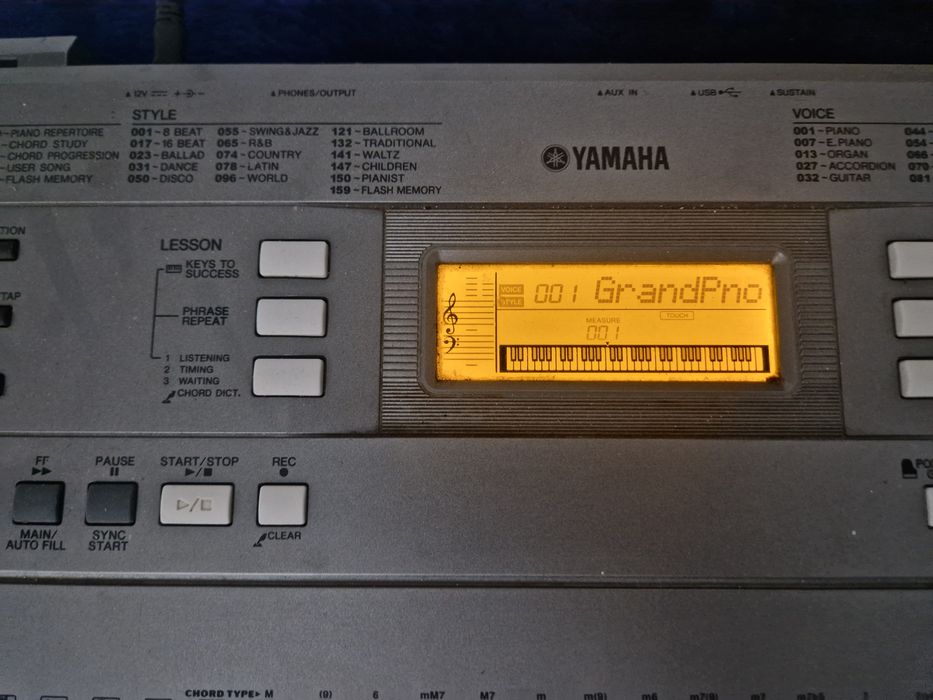 12V
PHONES/OUTPUT
AUX IN
USB
SUSTAIN
STYLE
VOICE
~PIANO REPERTOIRE
~CHORD STUDY
~CHORD PROGRESSION
~USER SONG
~FLASH MEMORY
001~8 BEAT
017~16 BEAT
023~BALLAD
031~DANCE
050~DISCO
055~SWING&JAZZ
065~R&B
074~COUNTRY
078~LATIN
096~WORLD
121~BALLROOM
132~TRADITIONAL
141~WALTZ
147~CHILDREN
150~PIANIST
159~FLASH MEMORY
YAMAHA
001~PIANO
007~E.PIANO
013~ORGAN
027~ACCORDION
032~GUITAR
044~
054~
LESSON
KEYS TO
SUCCESS
PHRASE
REPEAT
1 LISTENING
2 TIMING
3 WAITING
CHORD DICT.
TAP
VOICE
STYLE
001 GrandPno
MEASURE
TOUCH
001
FF
PAUSE
START/STOP
REC
MAIN/
AUTO FILL
SYNC
START
CLEAR
CHORD TYPE▶ M (9) 6 mM7 M7 m m(9) m6 m7(9) m7 m7b5